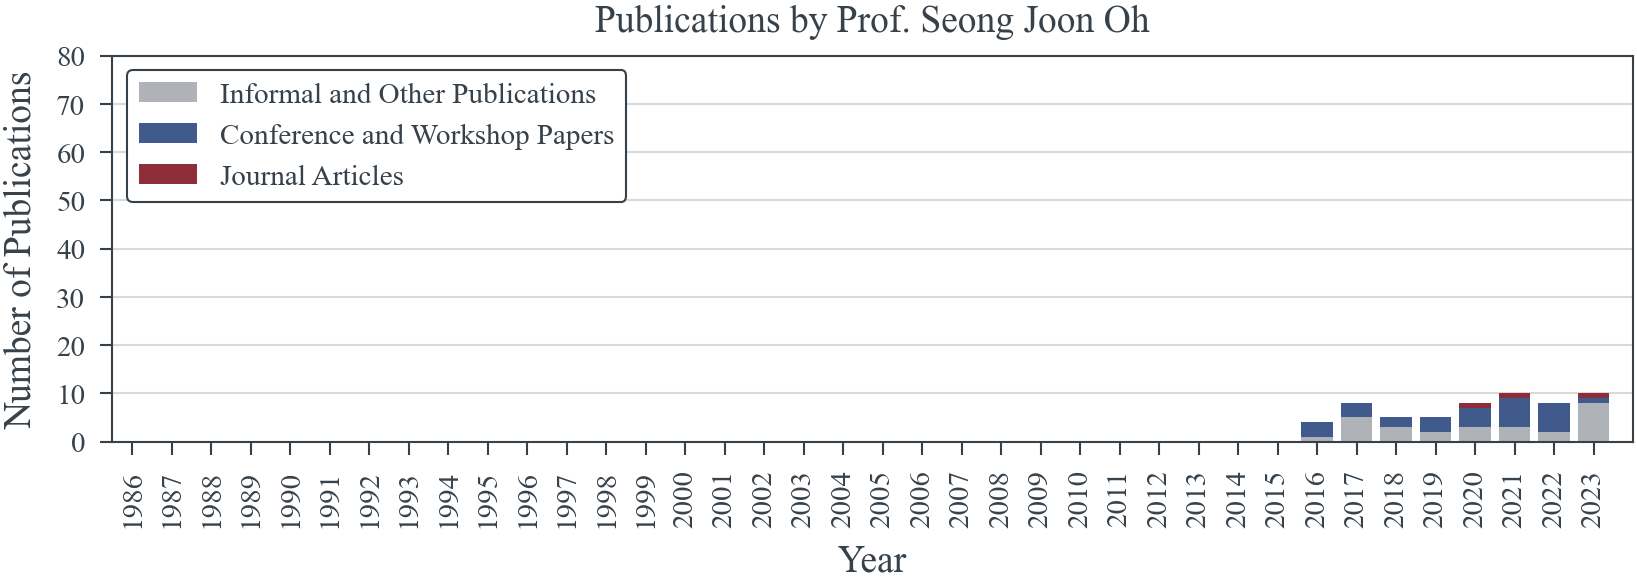 Publications by Prof. Seong Joon Oh
Number of Publications
80
70
60
50
40
30
20
10
0
Informal and Other Publications
Conference and Workshop Papers
Journal Articles
1986 1987 1988 1989 1990 1991 1992 1993 1994 1995 1996 1997 1998 1999 2000 2001 2002 2003 2004 2005 2006 2007 2008 2009 2010 2011 2012 2013 2014 2015 2016 2017 2018 2019 2020 2021 2022 2023
Year